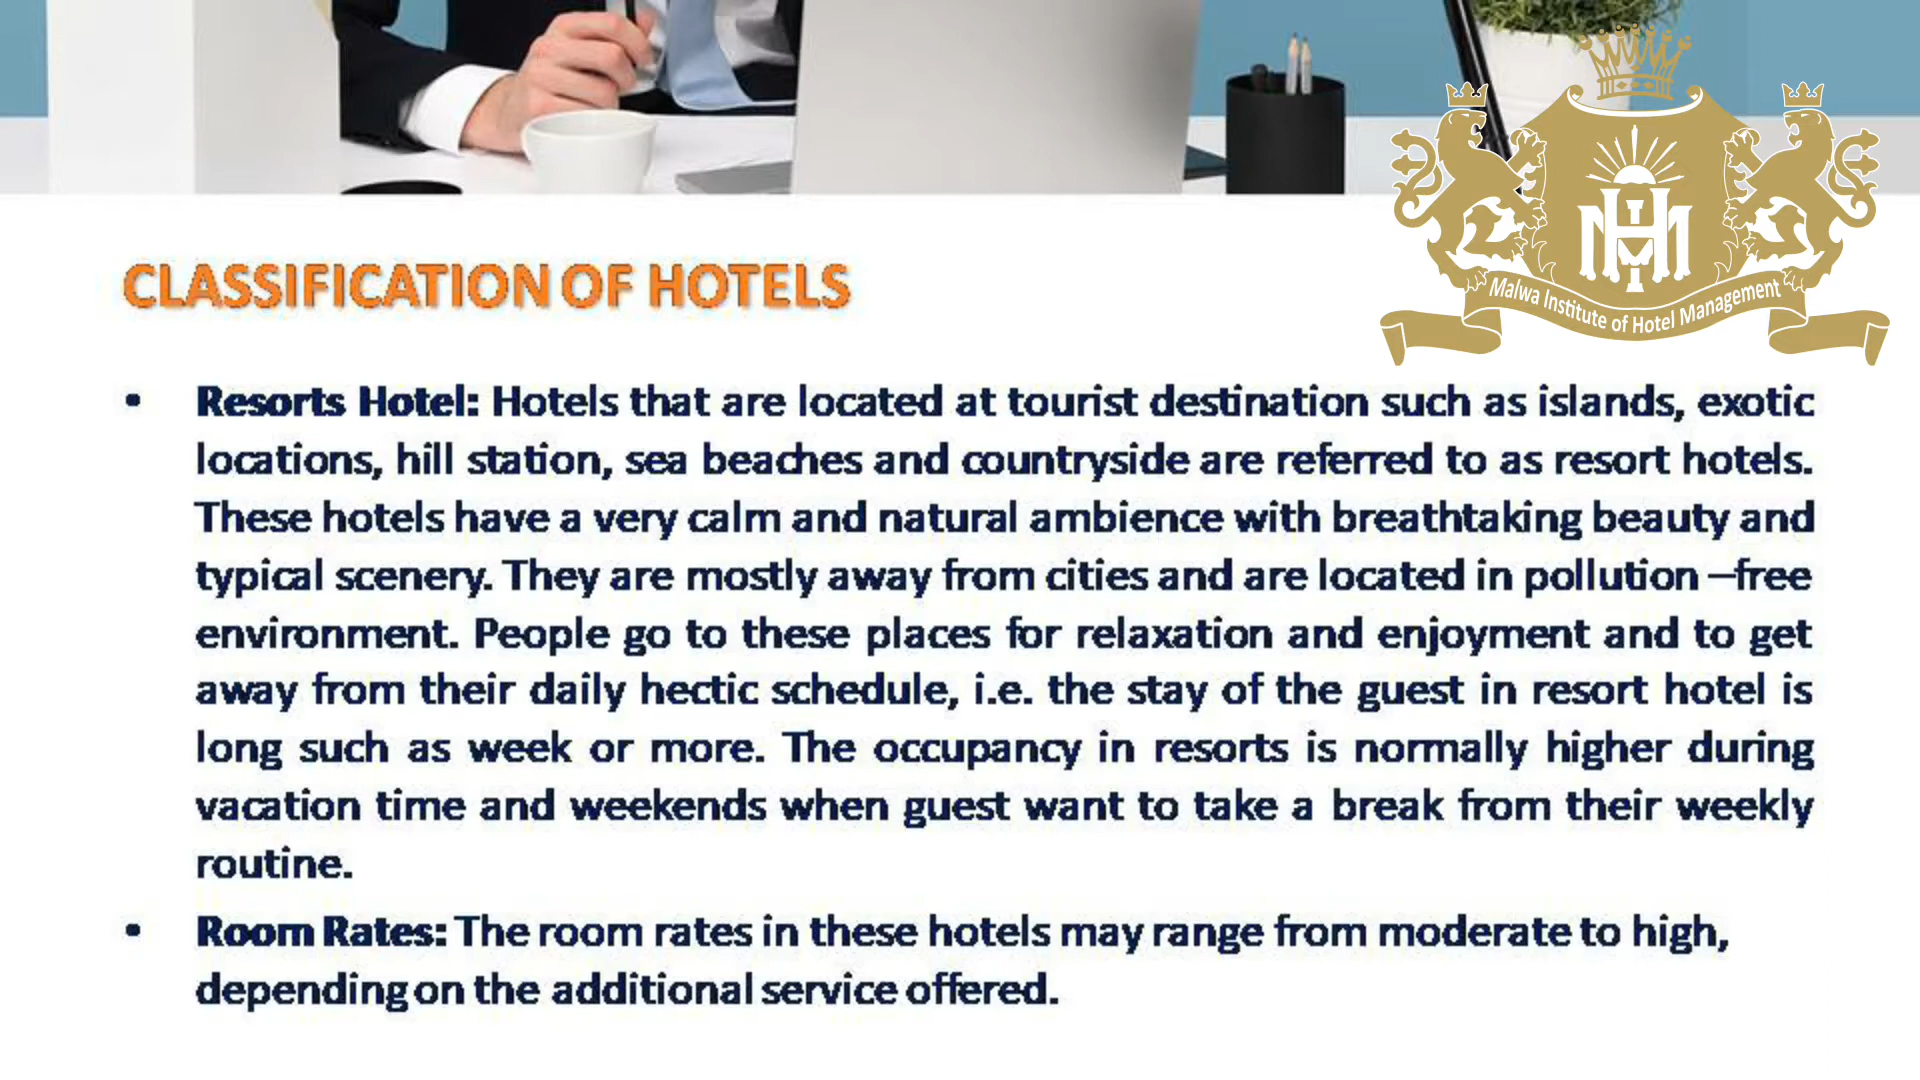 CLASSIFICATION OF HOTELS
Malwa Institute of Hotel Management
• Resorts Hotel: Hotels that are located at tourist destination such as islands, exotic
locations, hill station, sea beaches and countryside are referred to as resort hotels.
These hotels have a very calm and natural ambience with breathtaking beauty and
typical scenery. They are mostly away from cities and are located in pollution –free
environment. People go to these places for relaxation and enjoyment and to get
away from their daily hectic schedule, i.e. the stay of the guest in resort hotel is
long such as week or more. The occupancy in resorts is normally higher during
vacation time and weekends when guest want to take a break from their weekly
routine.
• Room Rates: The room rates in these hotels may range from moderate to high,
depending on the additional service offered.